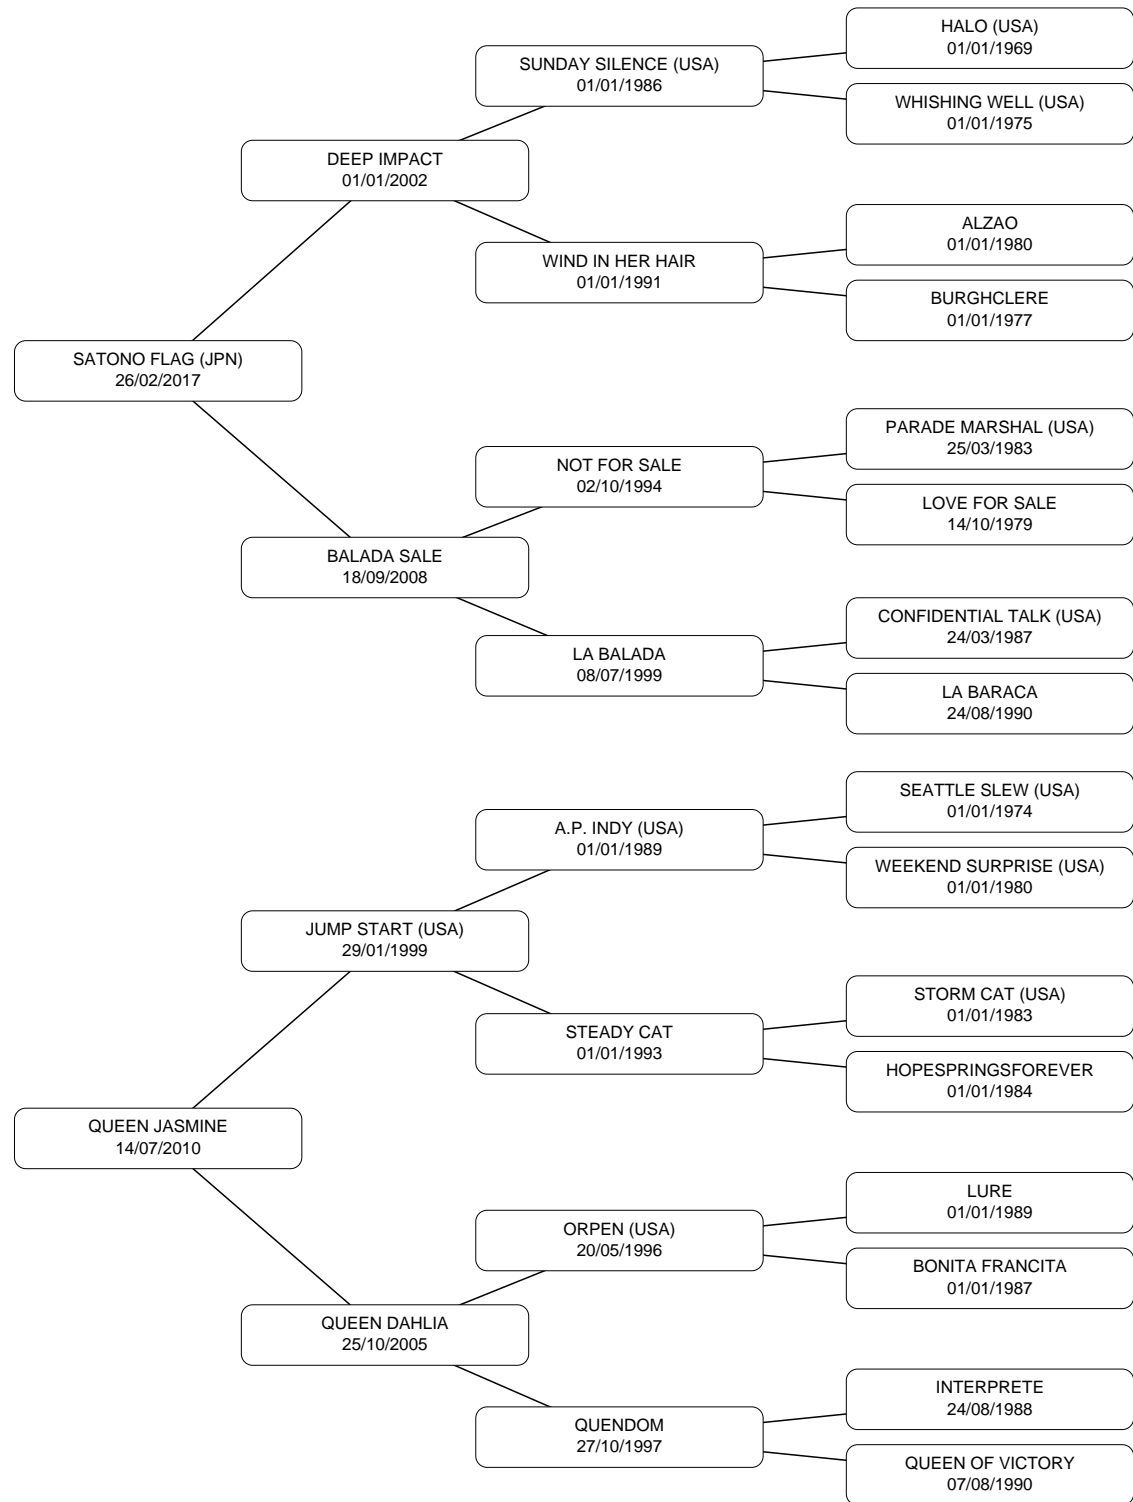 HALO (USA)
01/01/1969
SUNDAY SILENCE (USA)
01/01/1986
WHISHING WELL (USA)
01/01/1975
DEEP IMPACT
01/01/2002
ALZAO
01/01/1980
WIND IN HER HAIR
01/01/1991
BURGHCLERE
01/01/1977
SATONO FLAG (JPN)
26/02/2017
PARADE MARSHAL (USA)
25/03/1983
NOT FOR SALE
02/10/1994
LOVE FOR SALE
14/10/1979
BALADA SALE
18/09/2008
CONFIDENTIAL TALK (USA)
24/03/1987
LA BALADA
08/07/1999
LA BARACA
24/08/1990
SEATTLE SLEW (USA)
01/01/1974
A.P. INDY (USA)
01/01/1989
WEEKEND SURPRISE (USA)
01/01/1980
JUMP START (USA)
29/01/1999
STORM CAT (USA)
01/01/1983
STEADY CAT
01/01/1993
HOPESPRINGSFOREVER
01/01/1984
QUEEN JASMINE
14/07/2010
LURE
01/01/1989
ORPEN (USA)
20/05/1996
BONITA FRANCITA
01/01/1987
QUEEN DAHLIA
25/10/2005
INTERPRETE
24/08/1988
QUENDOM
27/10/1997
QUEEN OF VICTORY
07/08/1990